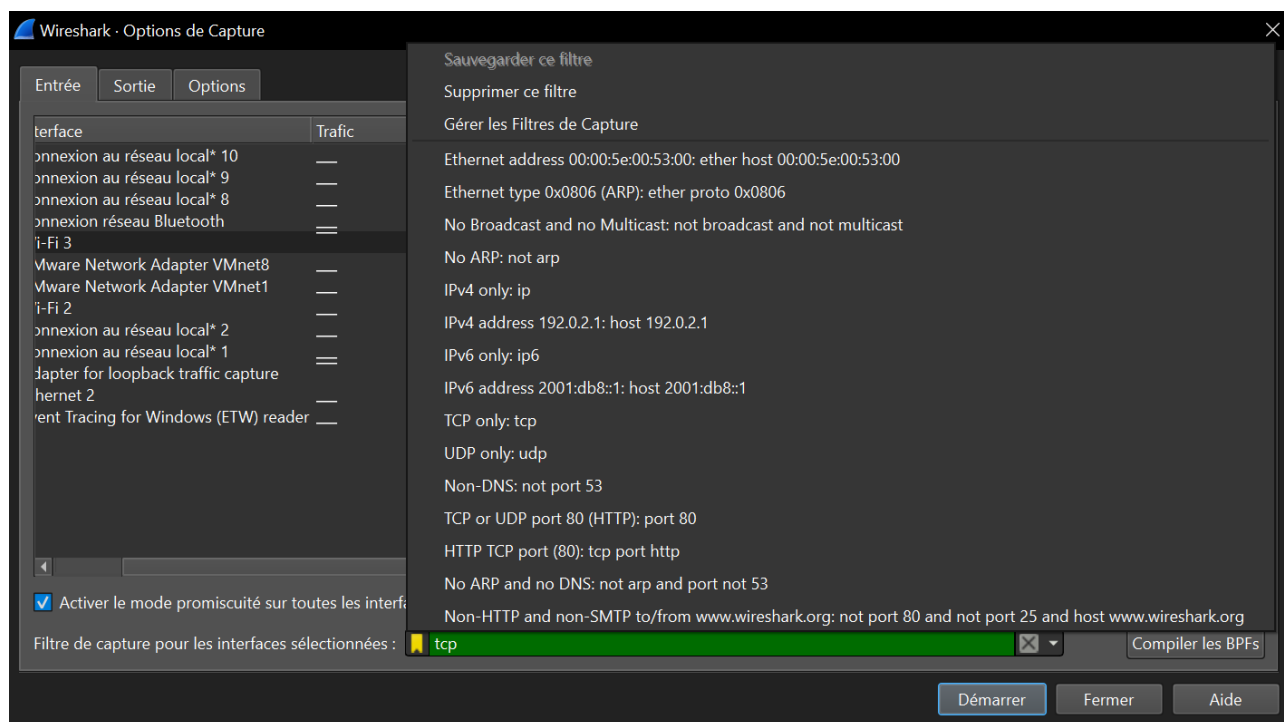 Wireshark · Options de Capture
Sauvegarder ce filtre
Supprimer ce filtre
Gérer les Filtres de Capture
Ethernet address 00:00:5e:00:53:00: ether host 00:00:5e:00:53:00
Ethernet type 0x0806 (ARP): ether proto 0x0806
No Broadcast and no Multicast: not broadcast and not multicast
No ARP: not arp
IPv4 only: ip
IPv4 address 192.0.2.1: host 192.0.2.1
IPv6 only: ip6
IPv6 address 2001:db8::1: host 2001:db8::1
TCP only: tcp
UDP only: udp
Non-DNS: not port 53
TCP or UDP port 80 (HTTP): port 80
HTTP TCP port (80): tcp port http
No ARP and no DNS: not arp and port not 53
Non-HTTP and non-SMTP to/from www.wireshark.org: not port 80 and not port 25 and host www.wireshark.org
Entrée Sortie Options
terface Trafic
onnexion au réseau local* 10
onnexion au réseau local* 9
onnexion au réseau local* 8
onnexion réseau Bluetooth
i-Fi 3
Mware Network Adapter VMnet8
Mware Network Adapter VMnet1
i-Fi 2
onnexion au réseau local* 2
onnexion au réseau local* 1
dapter for loopback traffic capture
hernet 2
vent Tracing for Windows (ETW) reader
Activer le mode promiscuité sur toutes les interfa
Filtre de capture pour les interfaces sélectionnées : tcp Compiler les BPFs
Démarrer Fermer Aide